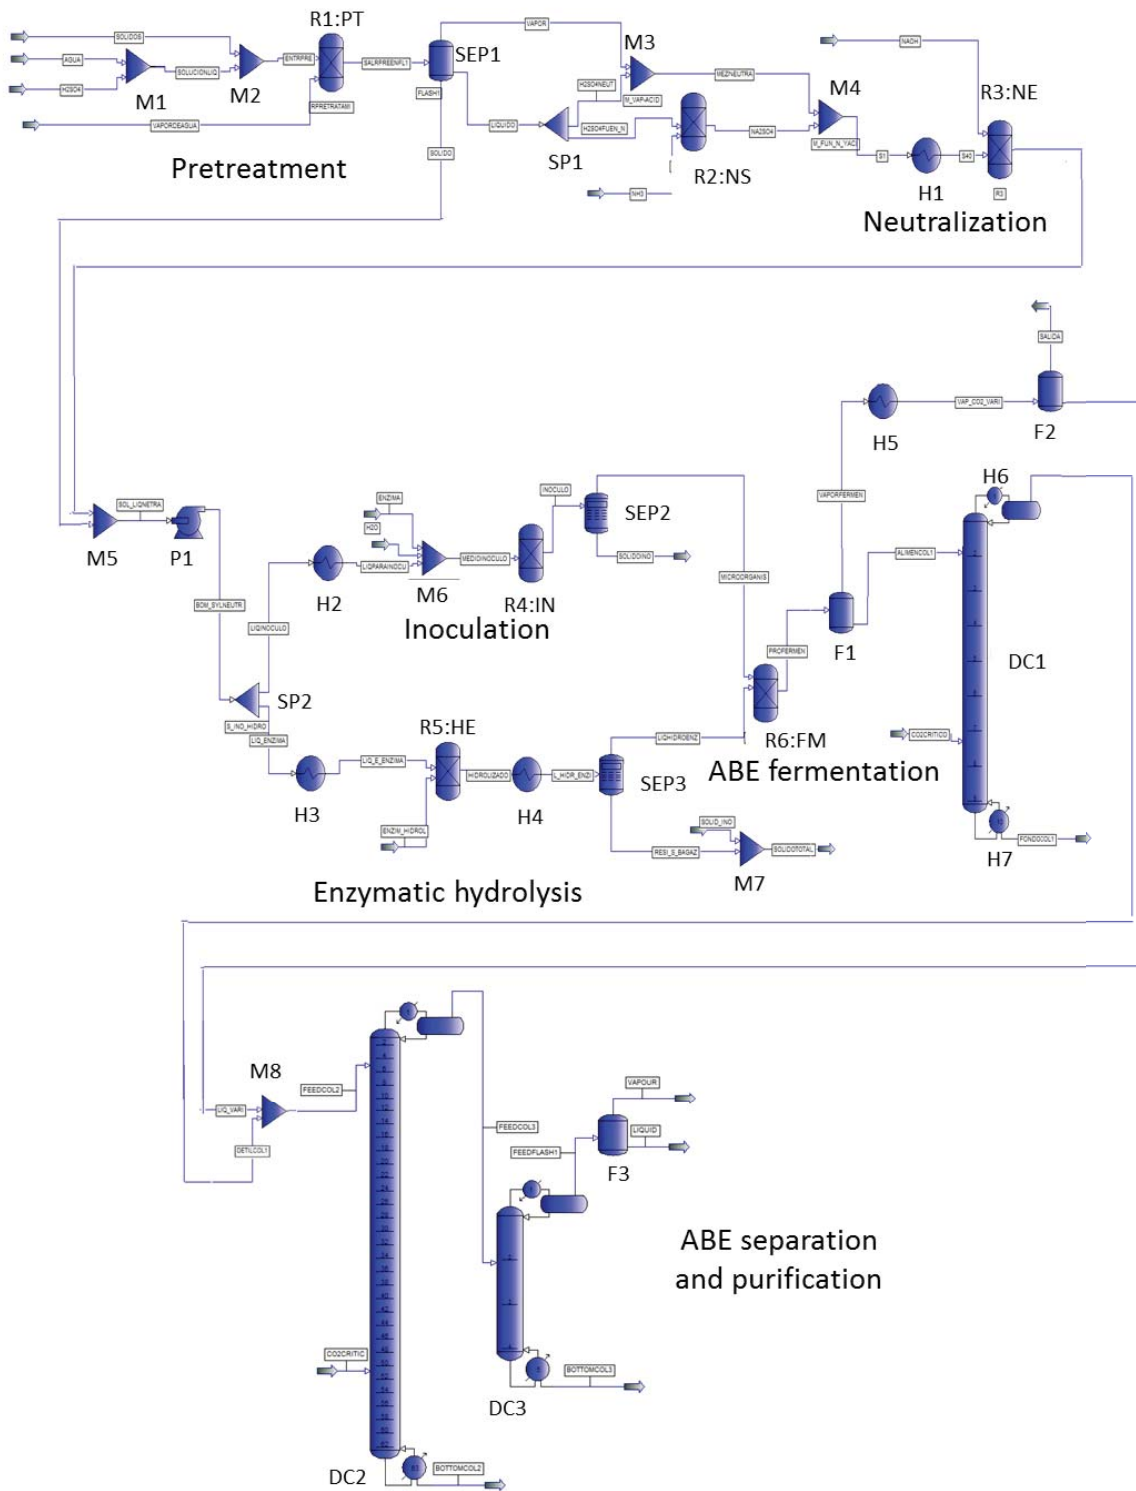 R1:PT
SOLIDOS
VAPOR
SEP1
M3
NAOH
AGUA
ENTRPRE
SALRPREENFL1
MEZNEUTRA
M4
R3:NE
SOLUCIONLIQ
H2SO4
M1
M2
FLASH1
H2SO4NEUT
M_VAP-ACID
RFRETRATAMI
VAPORDEAGUA
LIQUIDO
H2SO4FUEN_N
NA2SO4
M_FUN_N_YACI
SOLIDO
SP1
S1
S40
Pretreatment
R2:NS
H1
NH3
R3
Neutralization
SALIDA
VAP_CO2_VARI
H5
F2
H6
SOL_LIQNETRA
ENZIMA
INOCULO
VAPORFERMEN
H2O
SEP2
M5
P1
MEDIOINOCULO
SOLIDOINO
ALIMENCOL1
LIQPARAINOCU
H2
M6
R4:IN
MICROORGANIS
BOM_SYLNEUTR
LIQINOCULO
Inoculation
PROFERMEN
F1
DC1
SP2
S_INO_HIDRO
LIQ_ENZIMA
R5:HE
LIQHIDROENZ
R6:FM
CO2CRITICO
LIQ_E_ENZIMA
ABE fermentation
HIDROLIZADO
L_HIDR_ENZI
SEP3
H3
H4
SOLID_INO
ENZIM_HIDROL
RESI_S_BAGAZ
SOLIDOTOTAL
FONDOCOL1
H7
M7
Enzymatic hydrolysis
M8
FEEDCOL2
VAPOUR
LIQ_VARI
FEEDCOL3
LIQUID
DETILCOL1
FEEDFLASH1
F3
ABE separation
and purification
CO2CRITIC
BOTTOMCOL3
DC3
BOTTOMCOL2
DC2